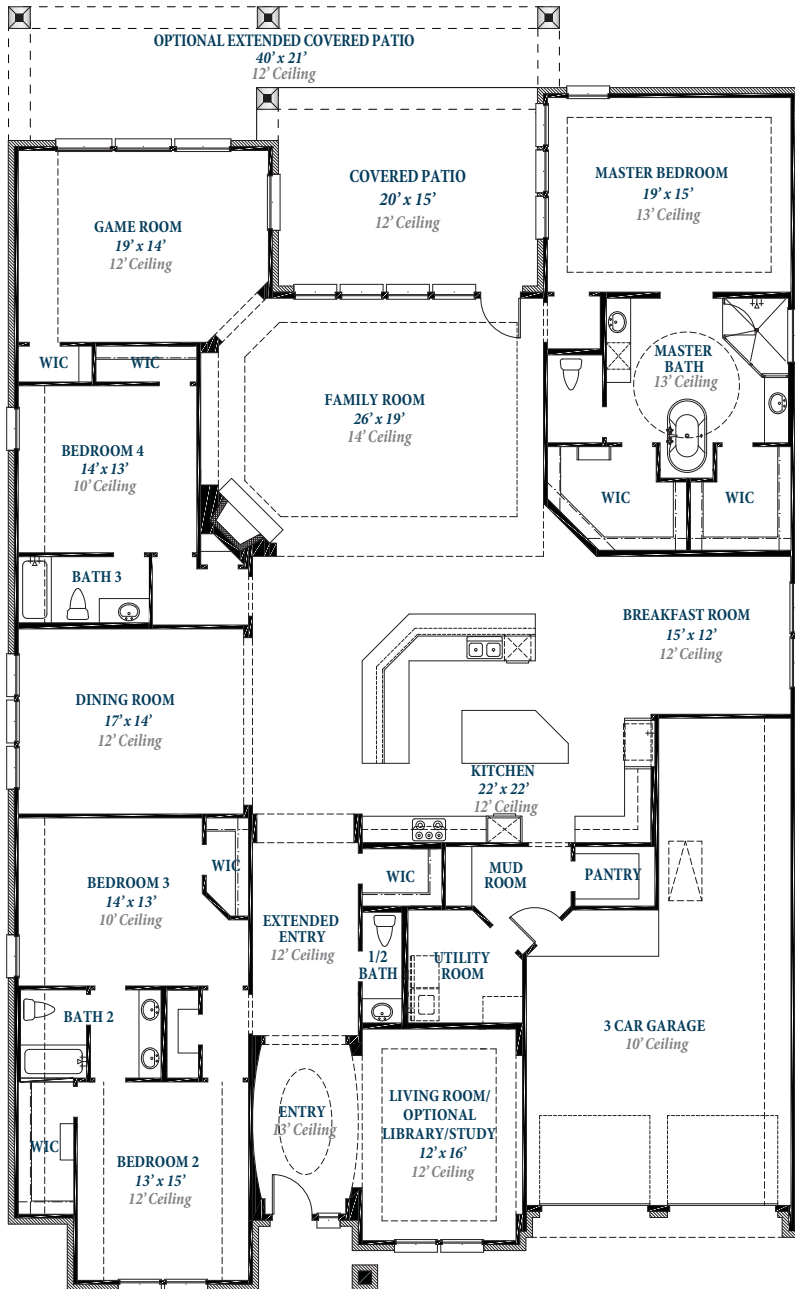 OPTIONAL EXTENDED COVERED PATIO
40’ x 21’
12’ Ceiling
COVERED PATIO
20’ x 15’
12’ Ceiling
MASTER BEDROOM
19’ x 15’
13’ Ceiling
GAME ROOM
19’ x 14’
12’ Ceiling
WIC
WIC
MASTER
BATH
13’ Ceiling
FAMILY ROOM
26’ x 19’
14’ Ceiling
BEDROOM 4
14’ x 13’
10’ Ceiling
WIC
WIC
BATH 3
BREAKFAST ROOM
15’ x 12’
12’ Ceiling
DINING ROOM
17’ x 14’
12’ Ceiling
KITCHEN
22’ x 22’
12’ Ceiling
WIC
BEDROOM 3
14’ x 13’
10’ Ceiling
WIC
MUD
ROOM
PANTRY
EXTENDED
ENTRY
12’ Ceiling
1/2
BATH
UTILITY
ROOM
BATH 2
3 CAR GARAGE
10’ Ceiling
ENTRY
13’ Ceiling
LIVING ROOM/
OPTIONAL
LIBRARY/STUDY
12’ x 16’
12’ Ceiling
WIC
BEDROOM 2
13’ x 15’
12’ Ceiling